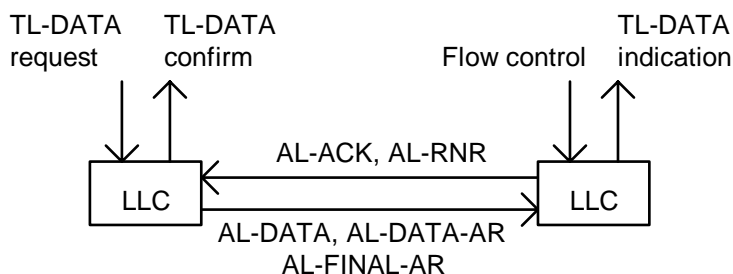 TL-DATA request
TL-DATA confirm
Flow control
TL-DATA indication
AL-ACK, AL-RNR
LLC
LLC
AL-DATA, AL-DATA-AR
AL-FINAL-AR